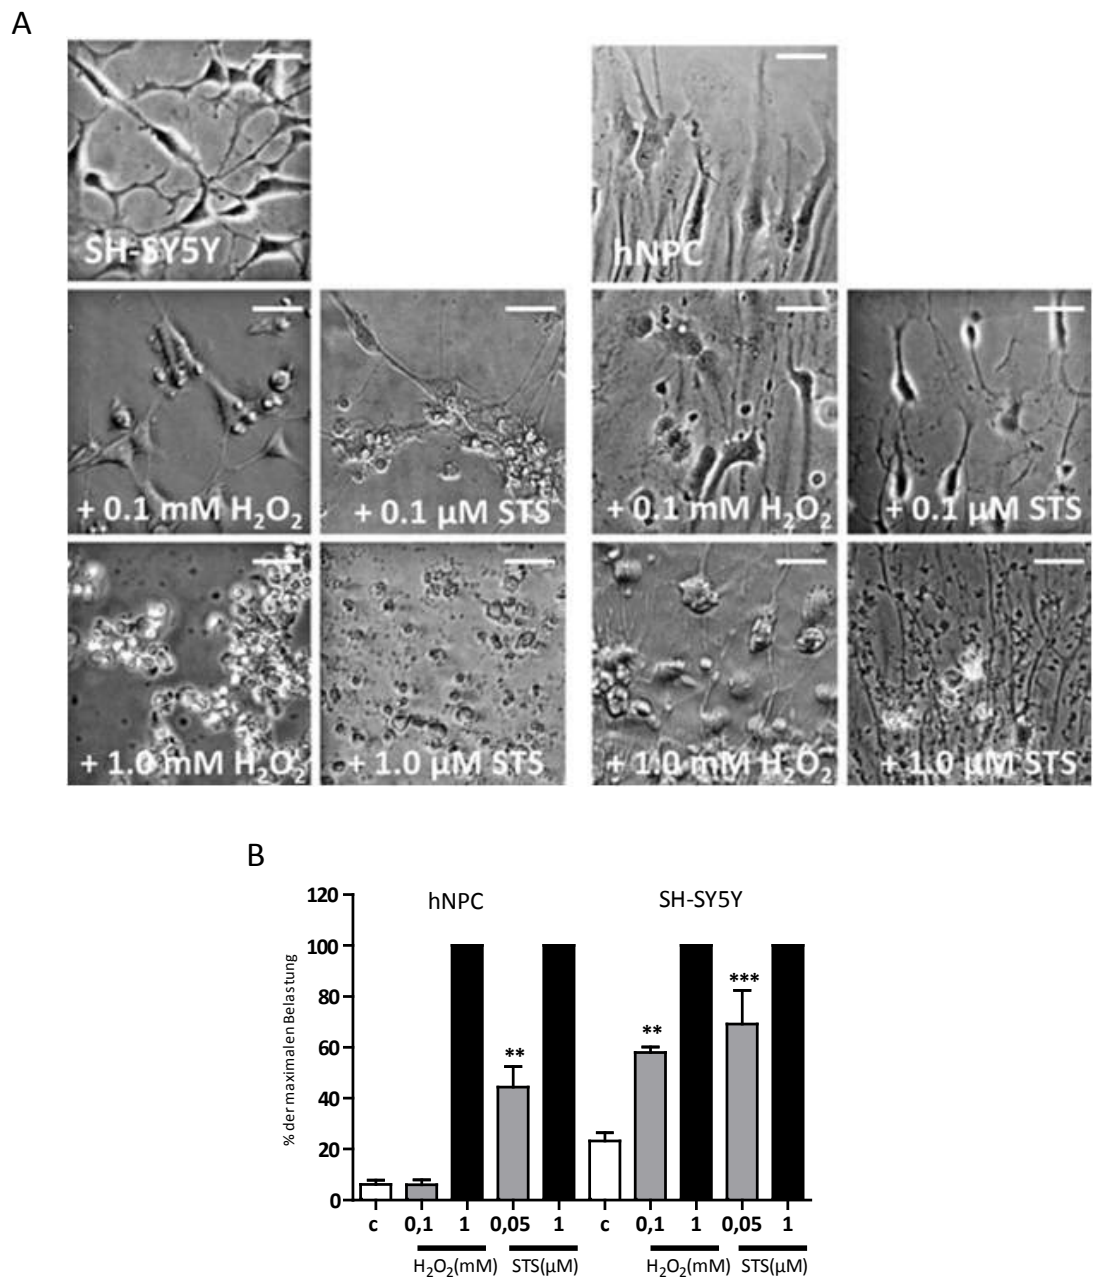 A
SH-SY5Y
hNPC
+ 0.1 mM H₂O₂
+ 0.1 µM STS
+ 0.1 mM H₂O₂
+ 0.1 µM STS
+ 1.0 mM H₂O₂
+ 1.0 µM STS
+ 1.0 mM H₂O₂
+ 1.0 µM STS
B
% der maximalen Belastung
120
100
80
60
40
20
0
hNPC
SH-SY5Y
**
**
***
c 0,1 1 0,05 1 c 0,1 1 0,05 1
H₂O₂(mM) STS(µM) H₂O₂(mM) STS(µM)